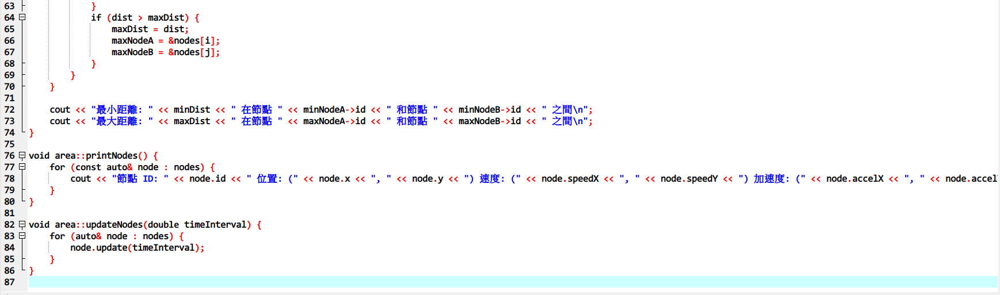 63 }
64 if (dist > maxDist) {
65 maxDist = dist;
66 maxNodeA = &nodes[i];
67 maxNodeB = &nodes[j];
68 }
69 }
70 }
71
72 cout << "最小距離: " << minDist << " 在節點 " << minNodeA->id << " 和節點 " << minNodeB->id << " 之間\n";
73 cout << "最大距離: " << maxDist << " 在節點 " << maxNodeA->id << " 和節點 " << maxNodeB->id << " 之間\n";
74 }
75
76 void area::printNodes() {
77 for (const auto& node : nodes) {
78 cout << "節點 ID: " << node.id << " 位置: (" << node.x << ", " << node.y << ") 速度: (" << node.speedX << ", " << node.speedY << ") 加速度: (" << node.accelX << ", " << node.accel
79 }
80 }
81
82 void area::updateNodes(double timeInterval) {
83 for (auto& node : nodes) {
84 node.update(timeInterval);
85 }
86 }
87